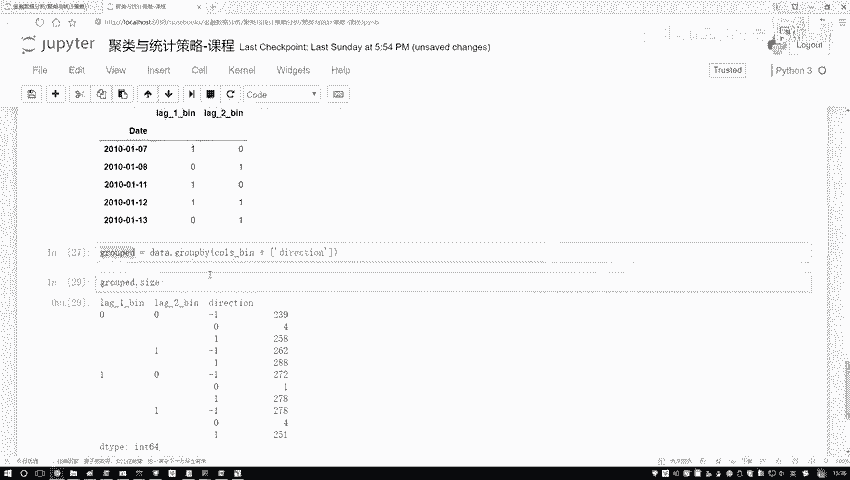 jupyter 聚类与统计策略-课程 Last Checkpoint: Last Sunday at 5:54 PM (unsaved changes)
Logout
File Edit View Insert Cell Kernel Widgets Help
Trusted
Python 3
Code
lag_1_bin lag_2_bin
Date
2010-01-07 1 0
2010-01-08 0 1
2010-01-11 1 0
2010-01-12 1 1
2010-01-13 0 1
In [27]: grouped = data.groupby(cols_bin + ['direction'])
In [29]: grouped.size
Out[29]: lag_1_bin lag_2_bin direction
0 0 -1 239
0 4
1 258
1 -1 262
1 288
1 0 -1 272
0 1
1 278
1 -1 278
0 4
1 251
dtype: int64